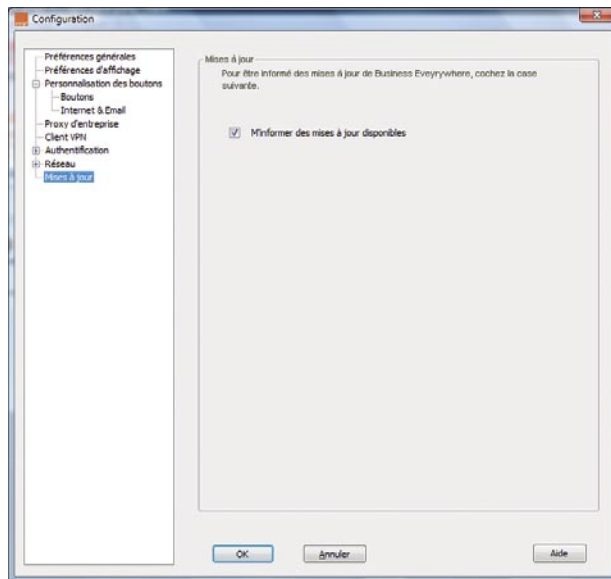 Configuration
Préférences générales
Préférences d'affichage
Personnalisation des boutons
Boutons
Internet & Email
Proxy d'entreprise
Client VPN
Authentification
Réseau
Mises à jour
Mises à jour
Pour être informé des mises à jour de Business Eveyrywhere, cochez la case
suivante.
M'informer des mises à jour disponibles
OK
Annuler
Aide